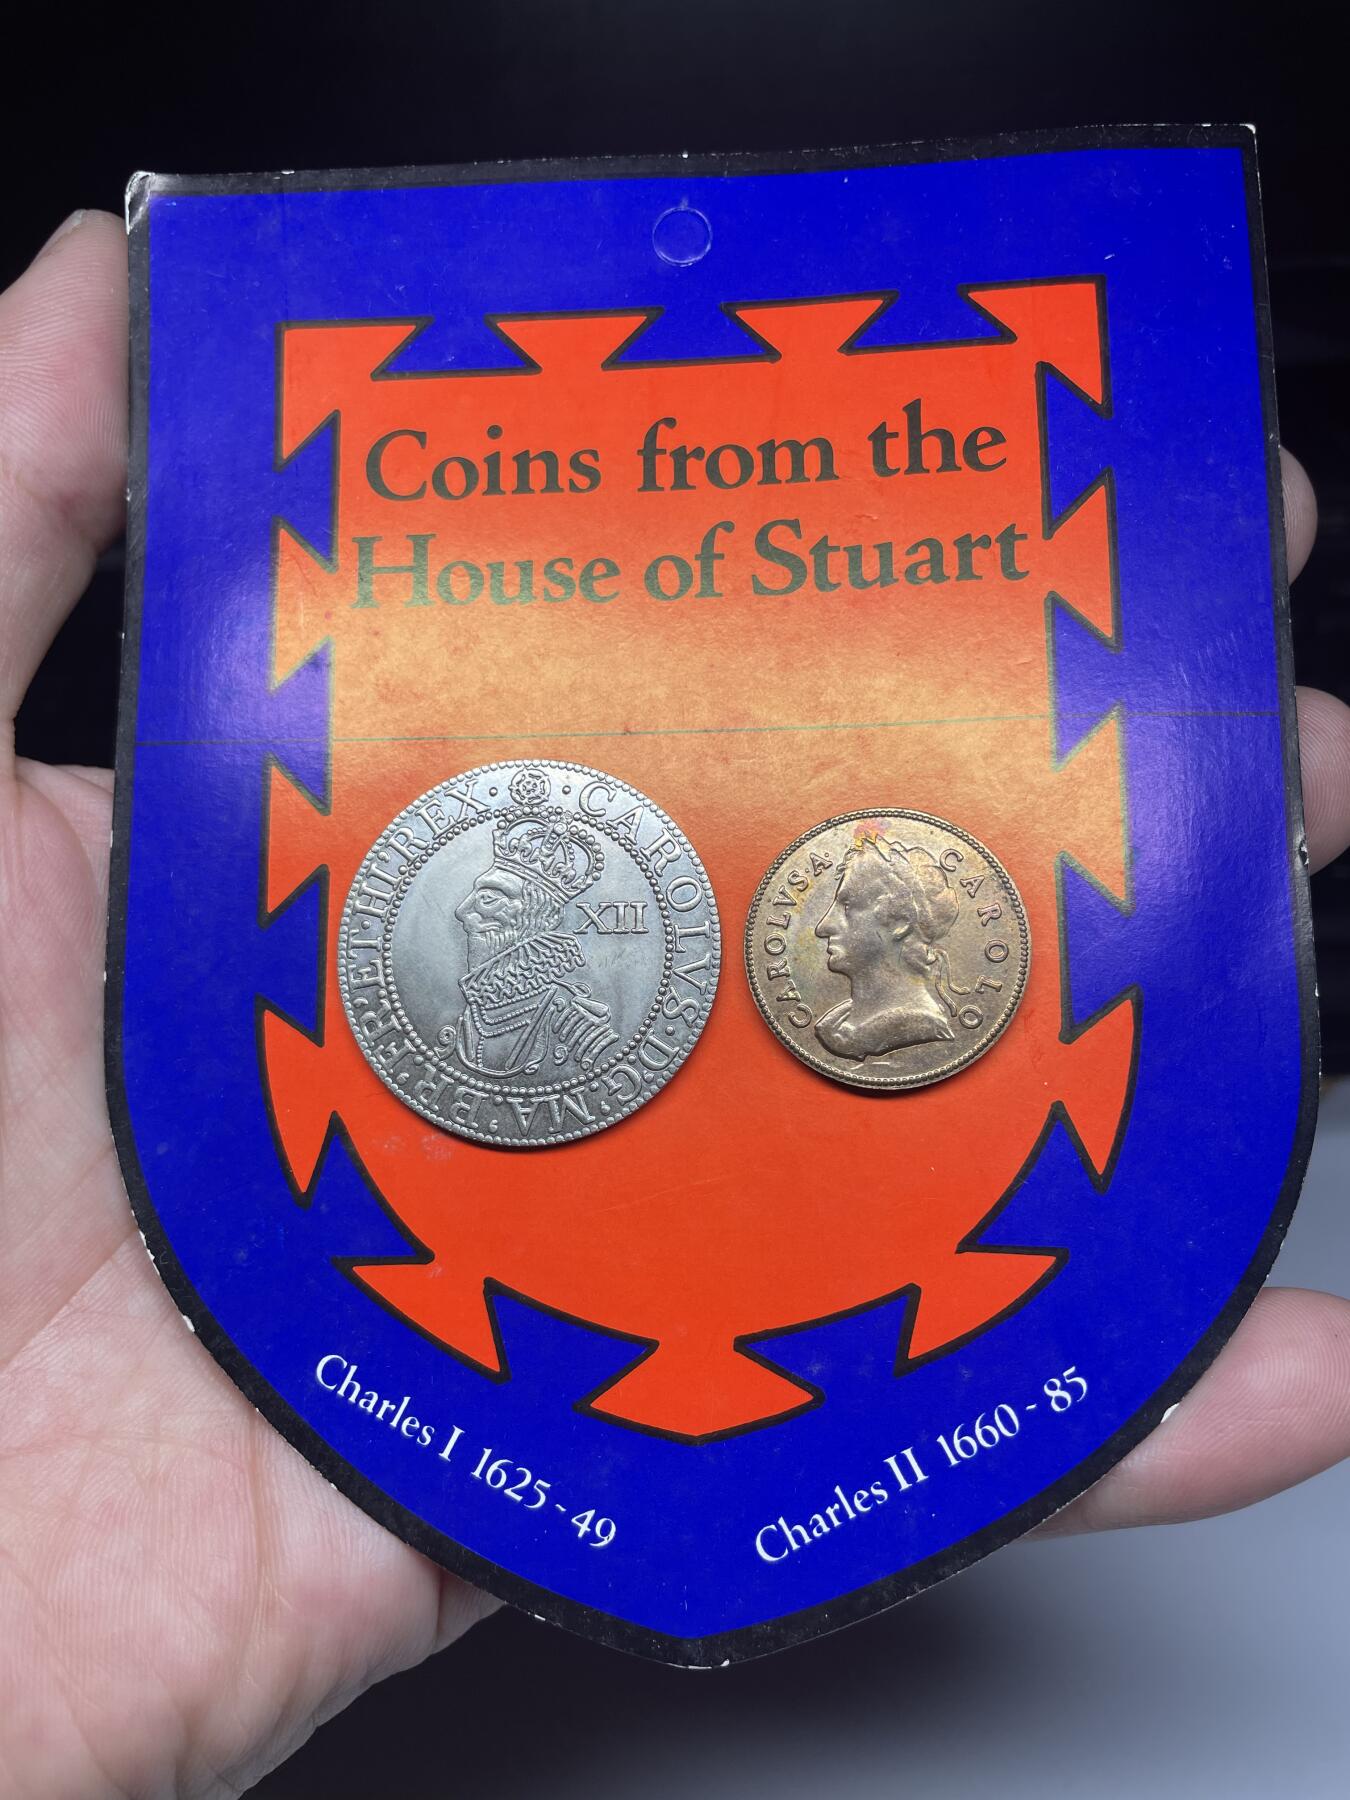 Coins from the
House of Stuart
CAROLVS·D·G·MA·BR·FR·ET·HI·REX·
XII
CAROLVS·A·CAROLO
Charles I 1625-49
Charles II 1660-85